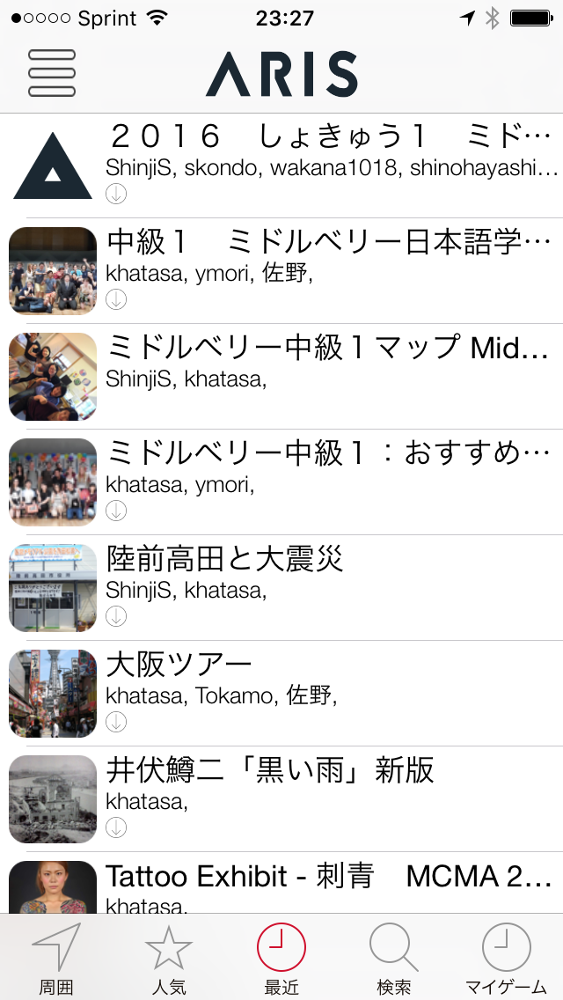 Sprint 23:27
ARIS
２０１６　しょきゅう１　ミド…
ShinjiS, skondo, wakana1018, shinohayashi...
中級１　ミドルベリー日本語学…
khatasa, ymori, 佐野,
ミドルベリー中級１マップ Mid...
ShinjiS, khatasa,
ミドルベリー中級１：おすすめ…
khatasa, ymori,
陸前高田と大震災
ShinjiS, khatasa,
大阪ツアー
khatasa, Tokamo, 佐野,
井伏鱒二「黒い雨」新版
khatasa,
Tattoo Exhibit - 刺青　MCMA 2...
khatasa,
周囲 人気 最近 検索 マイゲーム